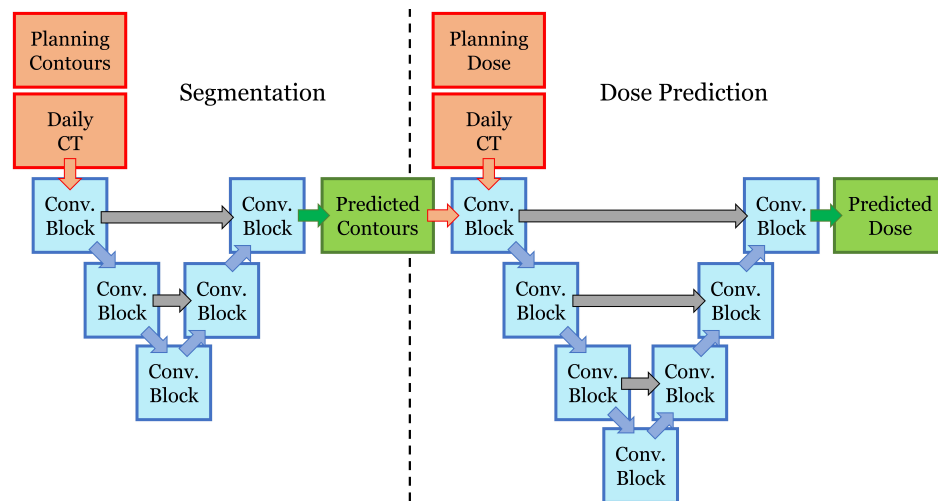 Planning
Contours
Daily
CT
Segmentation
Conv.
Block
Conv.
Block
Predicted
Contours
Conv.
Block
Conv.
Block
Conv.
Block
Planning
Dose
Daily
CT
Dose Prediction
Conv.
Block
Conv.
Block
Predicted
Dose
Conv.
Block
Conv.
Block
Conv.
Block
Conv.
Block
Conv.
Block